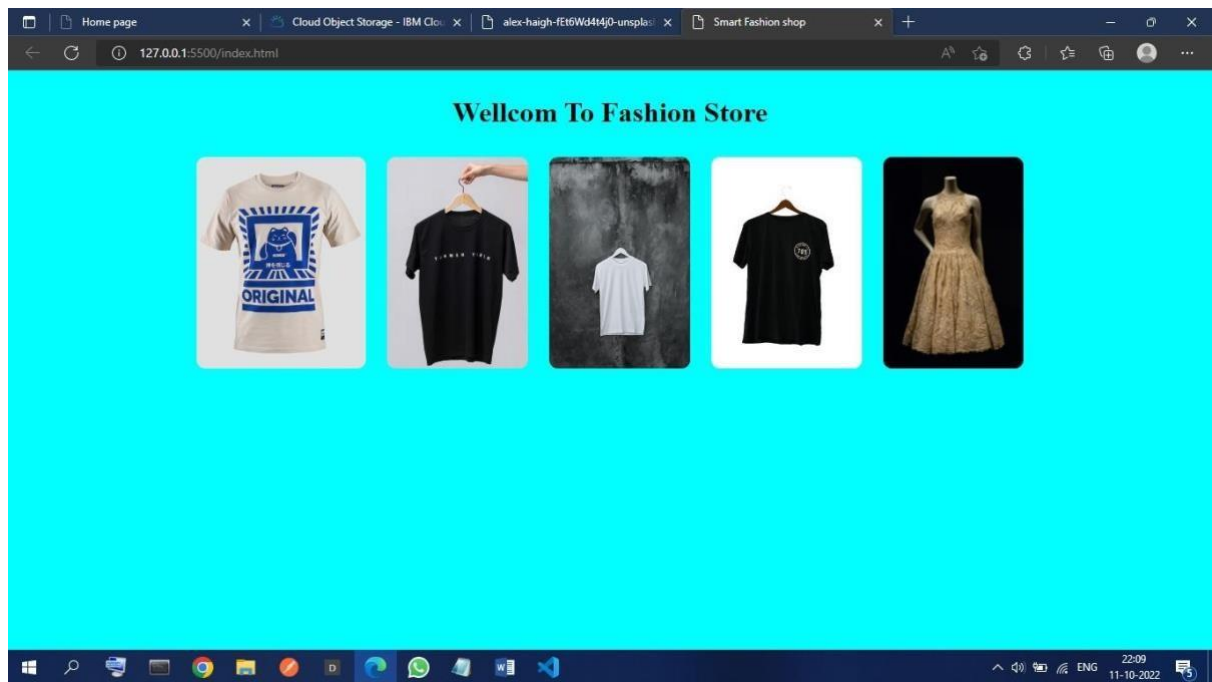 Home page
Cloud Object Storage - IBM Clou
alex-haigh-fEt6Wd4t4j0-unsplas
Smart Fashion shop
127.0.0.1:5500/index.html
Wellcom To Fashion Store
ORIGINAL
ENG
22:09
11-10-2022
5